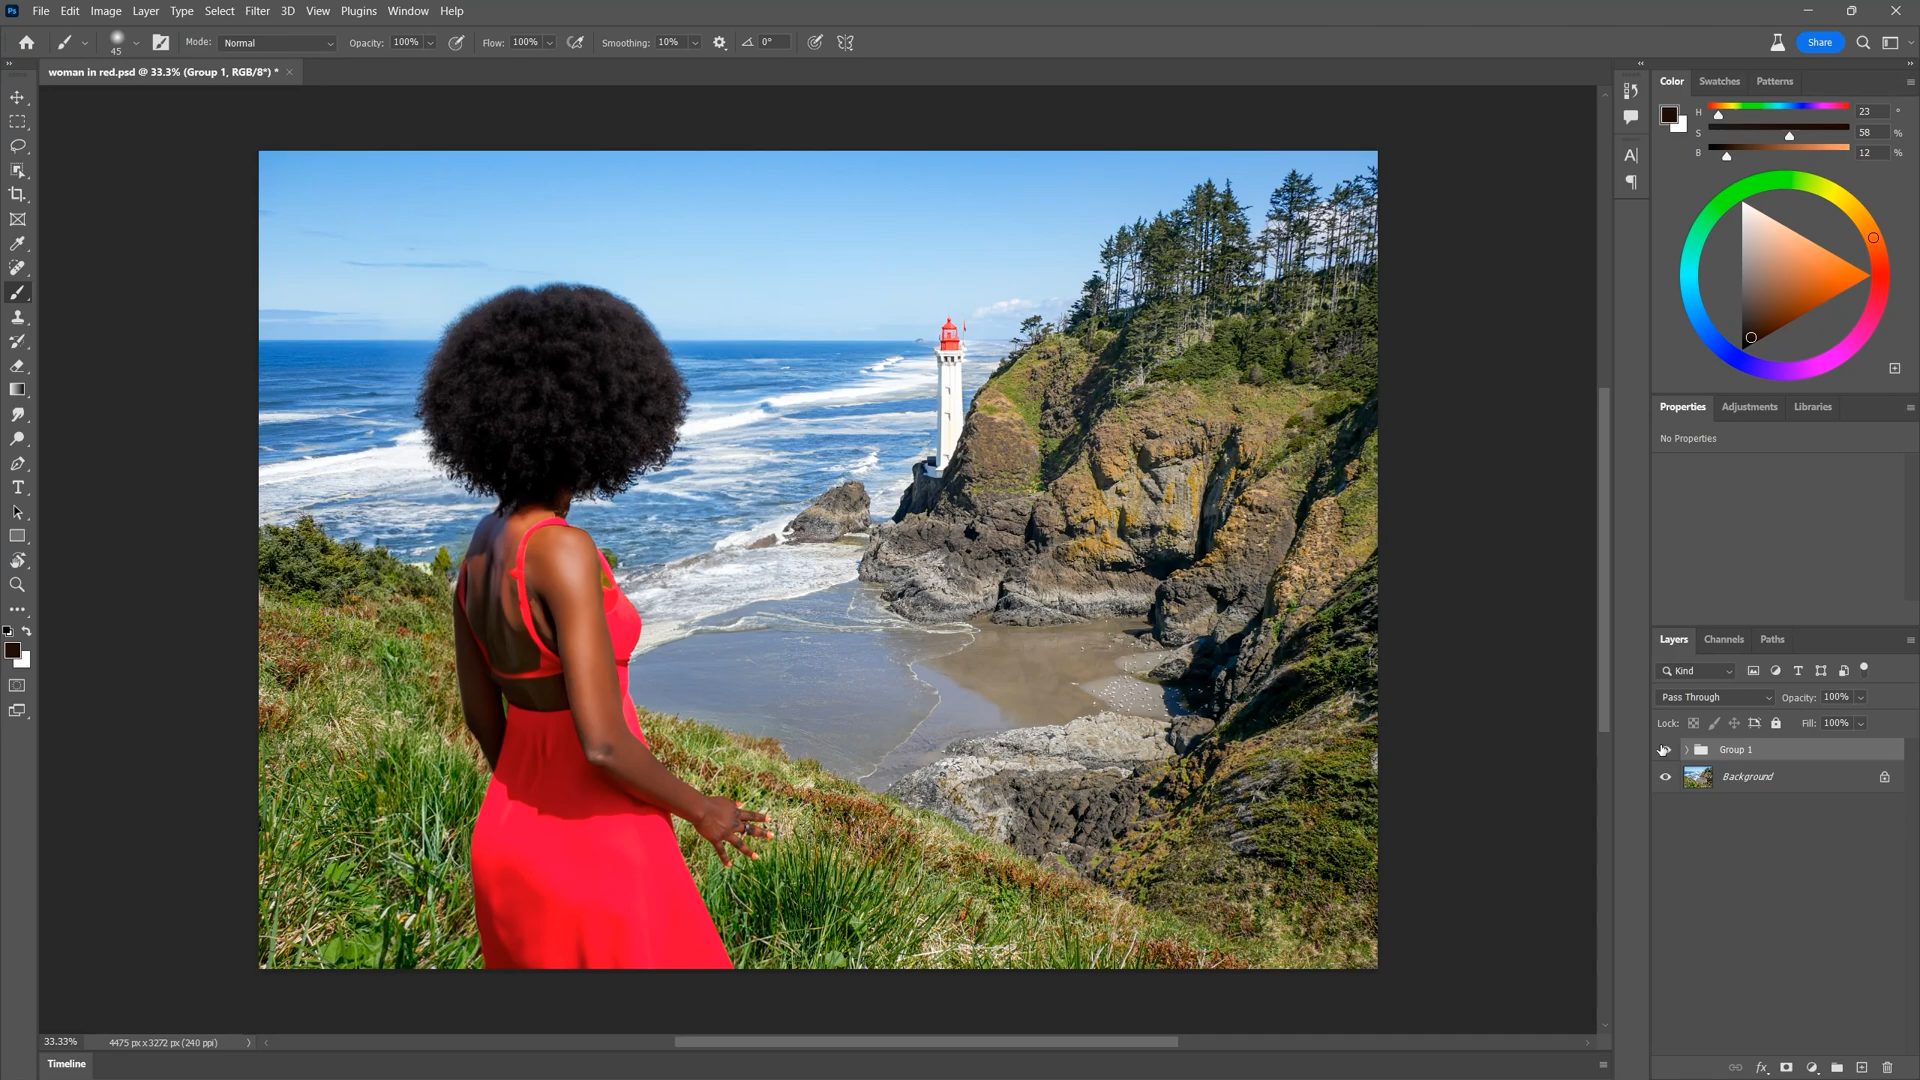 Ps File Edit Image Layer Type Select Filter 3D View Plugins Window Help
45 Mode: Normal Opacity: 100% Flow: 100% Smoothing: 10% 0° Share
woman in red.psd @ 33.3% (Group 1, RGB/8*) *
Color Swatches Patterns
H 23 °
S 58 %
B 12 %
Properties Adjustments Libraries
No Properties
Layers Channels Paths
Kind
Pass Through Opacity: 100%
Lock: Fill: 100%
Group 1
Background
33.33% 4475 px x 3272 px (240 ppi)
Timeline
fx